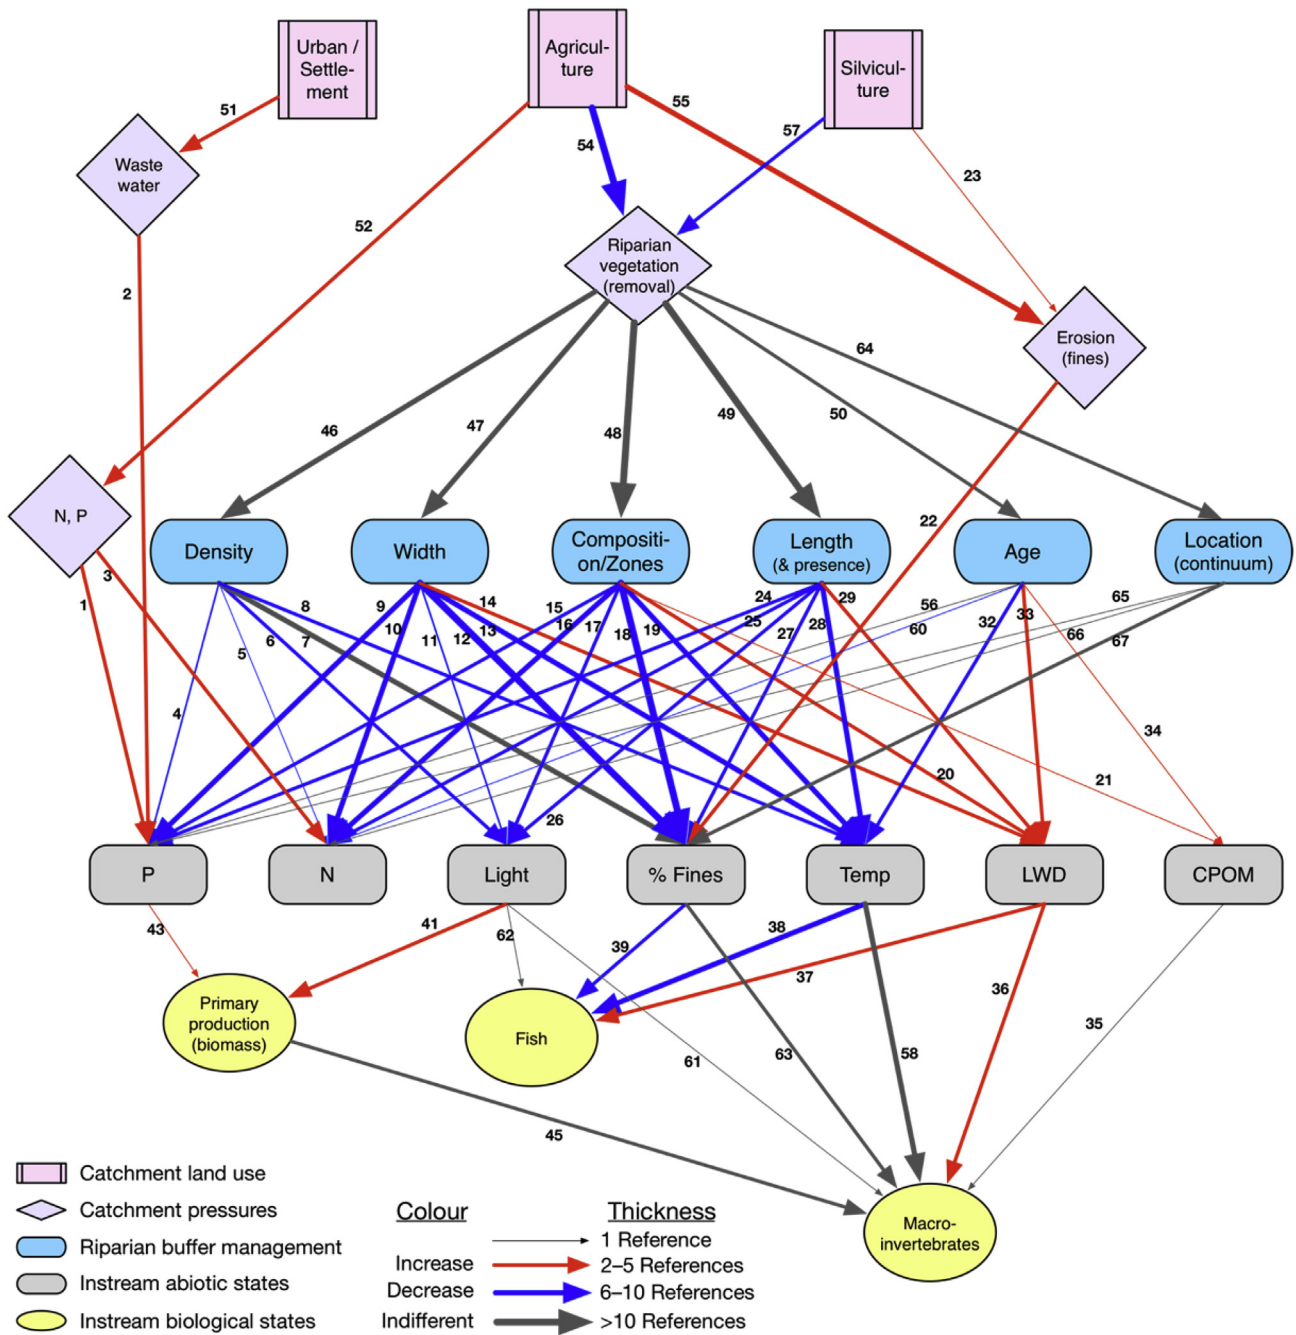 Urban /
Settle-
ment
Agricul-
ture
Silvicul-
ture
51
55
54
57
23
Waste
water
52
Riparian
vegetation
(removal)
2
Erosion
(fines)
64
46
47
48
49
50
N, P
22
3
1
Density
Width
Compositi-
on/Zones
Length
(& presence)
Age
Location
(continuum)
8
9
14
15
24
29
56
65
6
5
7
10
11
12
13
16
17
18
19
25
27
28
60
32
33
66
67
4
34
20
21
26
P
N
Light
% Fines
Temp
LWD
CPOM
43
41
62
39
38
37
36
35
Primary
production
(biomass)
Fish
61
63
58
45
Macro-
invertebrates
Catchment land use
Catchment pressures
Riparian buffer management
Instream abiotic states
Instream biological states
Colour
Thickness
1 Reference
Increase
2–5 References
Decrease
6–10 References
Indifferent
>10 References